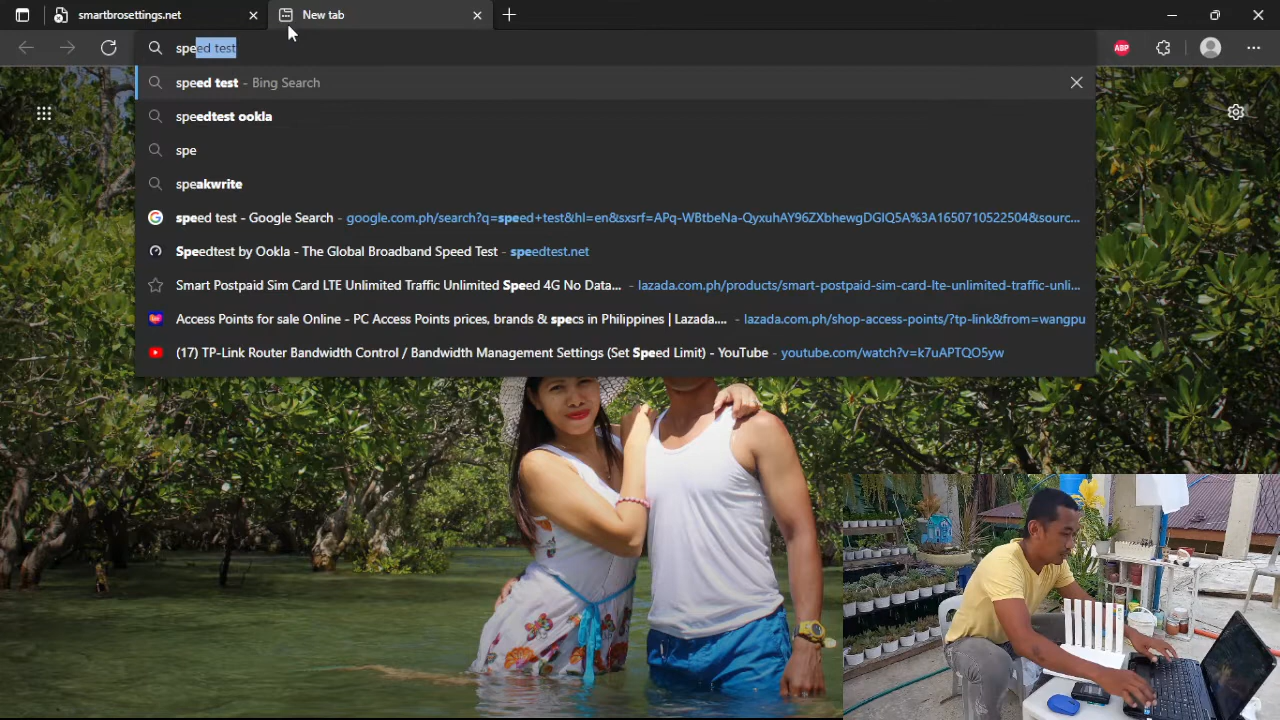 smartbrosettings.net
New tab
speed test
speed test - Bing Search
speedtest ookla
spe
speakwrite
speed test - Google Search - google.com.ph/search?q=speed+test&hl=en&sxsrf=APq-WBtbeNa-QyxuhAY96ZXbhewgDGIQ5A%3A1650710522504&sourc...
Speedtest by Ookla - The Global Broadband Speed Test - speedtest.net
Smart Postpaid Sim Card LTE Unlimited Traffic Unlimited Speed 4G No Data... - lazada.com.ph/products/smart-postpaid-sim-card-lte-unlimited-traffic-unli...
Access Points for sale Online - PC Access Points prices, brands & specs in Philippines | Lazada.... - lazada.com.ph/shop-access-points/?tp-link&from=wangpu
(17) TP-Link Router Bandwidth Control / Bandwidth Management Settings (Set Speed Limit) - YouTube - youtube.com/watch?v=k7uAPTQO5yw
ABP